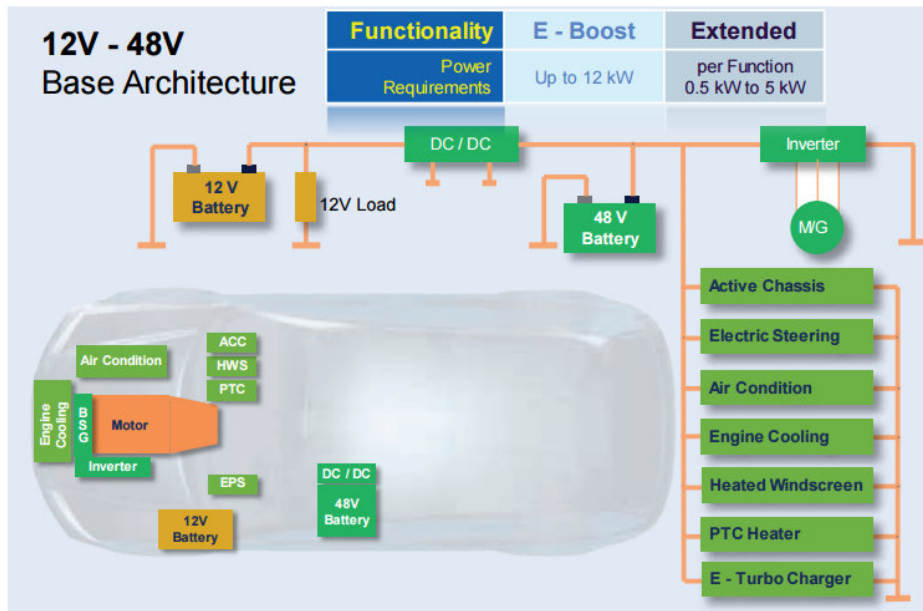 12V - 48V
Base Architecture
Functionality
E - Boost
Extended
Power
Requirements
Up to 12 kW
per Function
0.5 kW to 5 kW
DC / DC
Inverter
12 V
Battery
12V Load
48 V
Battery
M/G
Active Chassis
Electric Steering
Air Condition
Engine Cooling
Heated Windscreen
PTC Heater
E - Turbo Charger
ACC
HWS
PTC
Air Condition
Engine
Cooling
B
S
G
Motor
Inverter
EPS
12V
Battery
DC / DC
48V
Battery